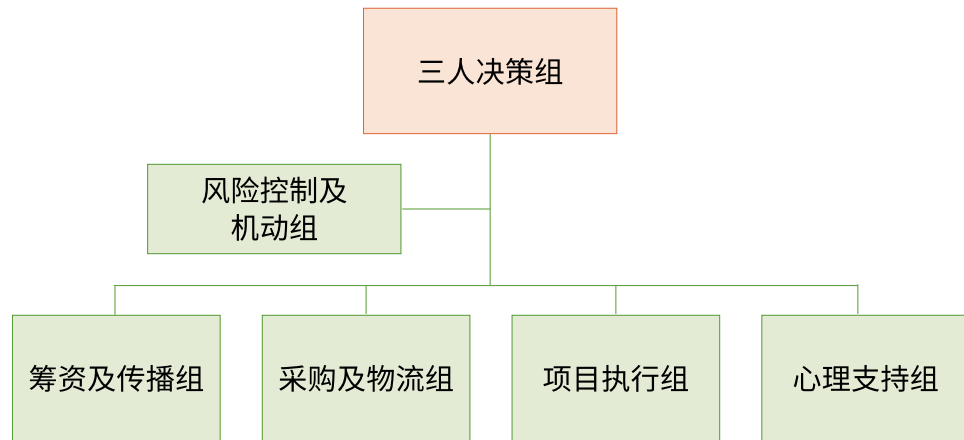 三人决策组
风险控制及
机动组
筹资及传播组
采购及物流组
项目执行组
心理支持组